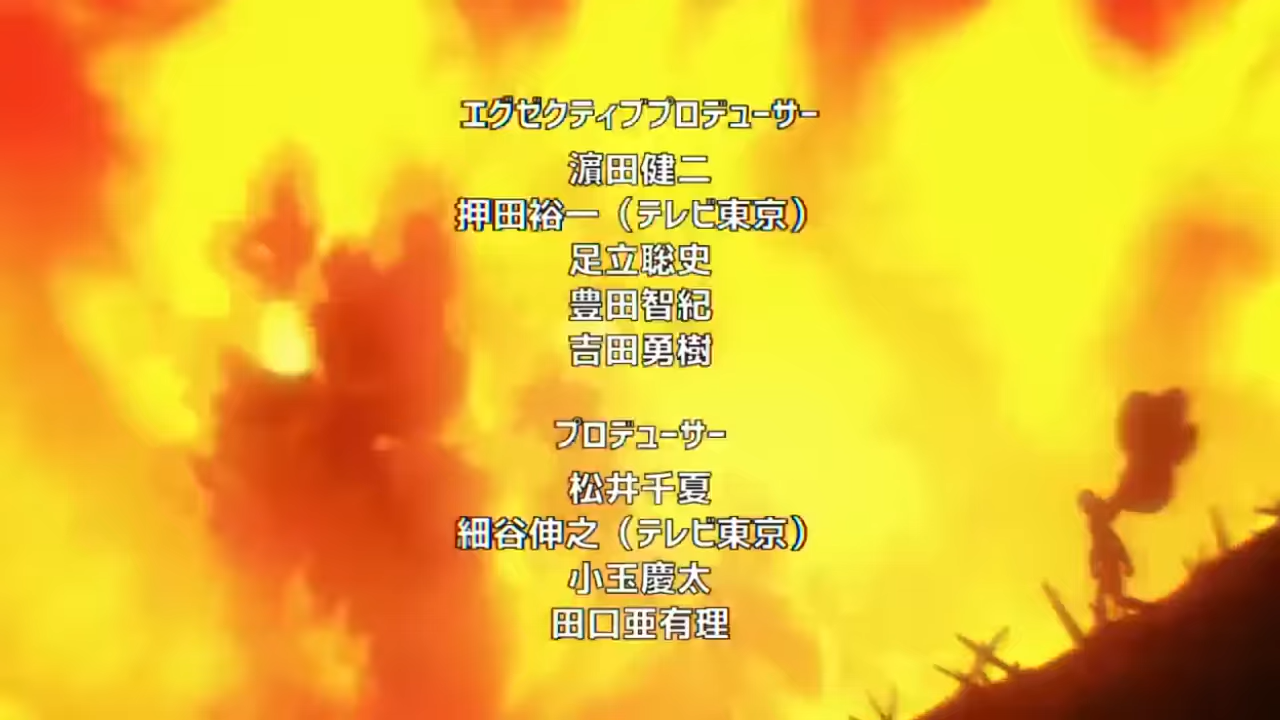 エグゼクティブプロデューサー
濵田健二
押田裕一（テレビ東京）
足立聡史
豊田智紀
吉田勇樹
プロデューサー
松井千夏
細谷伸之（テレビ東京）
小玉慶太
田口亜有理